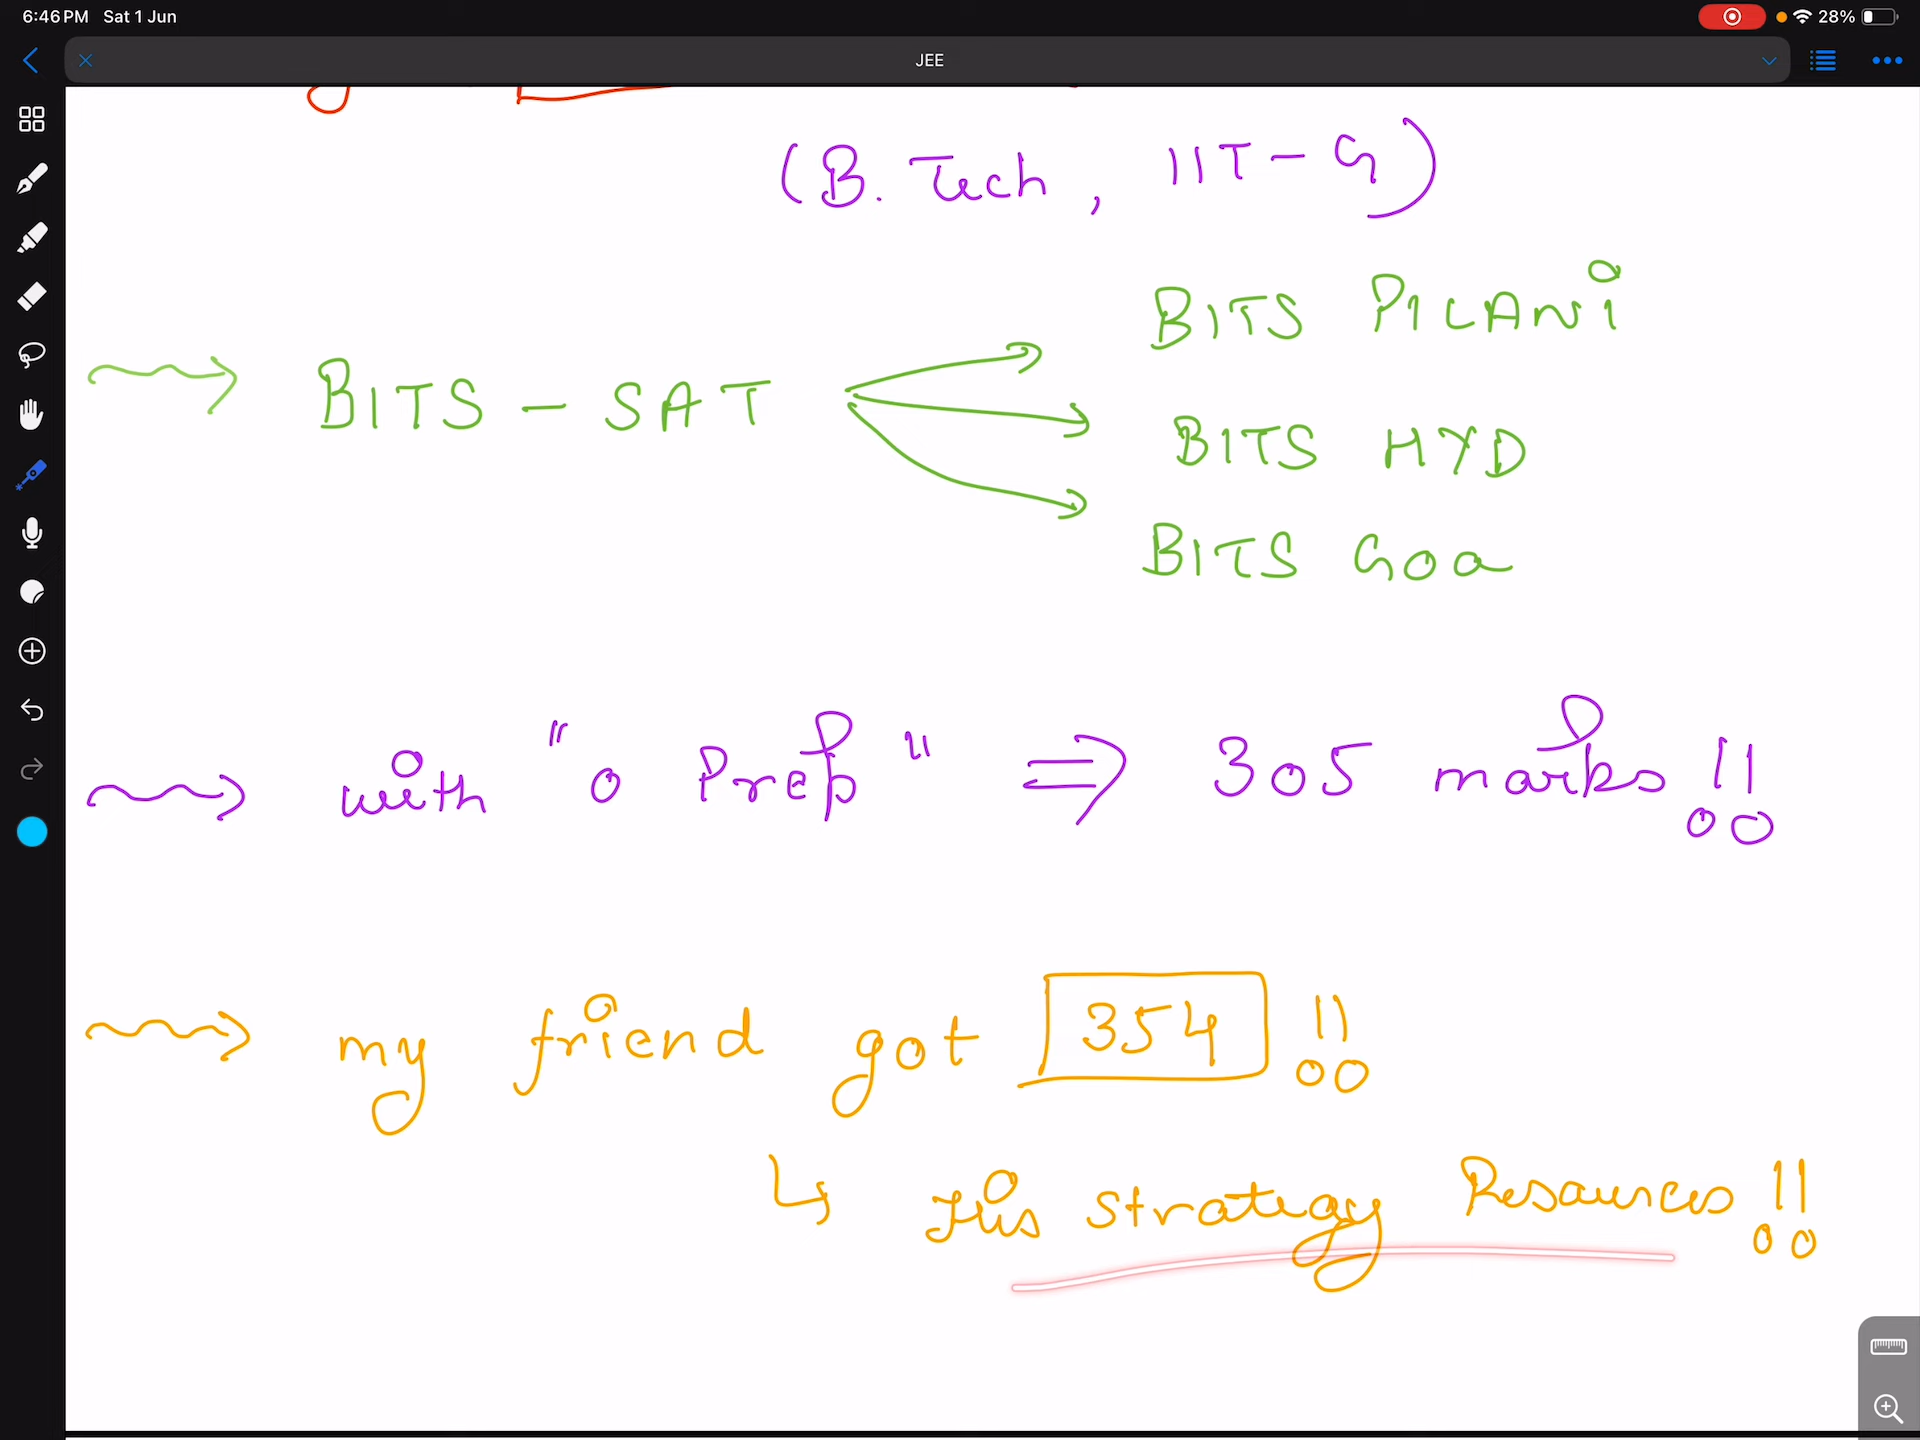 6:46 PM Sat 1 Jun
28%
JEE
(B. Tech, IIT - G)
BITS PILANi
BITS - SAT
BITS HYD
BITS Goa
with "0 Prep" ⇒ 305 marks !!
my friend got 354 !!
↳ His strategy Resources !!